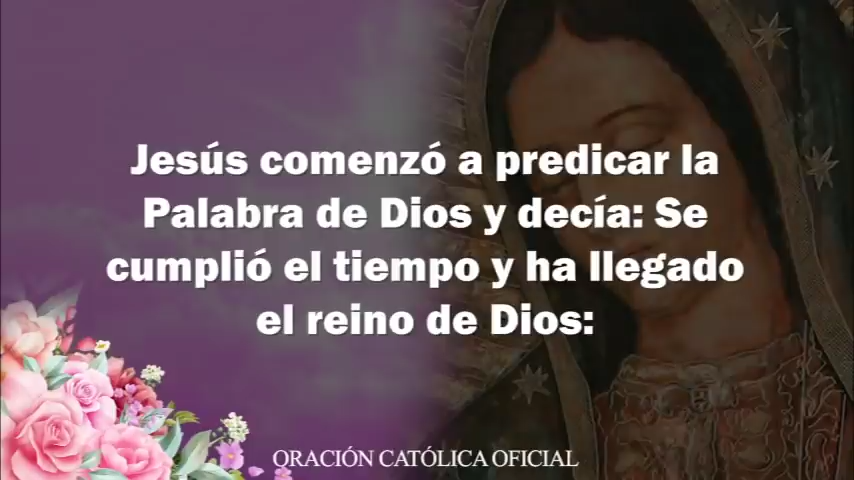 Jesús comenzó a predicar la
Palabra de Dios y decía: Se
cumplió el tiempo y ha llegado
el reino de Dios:
ORACIÓN CATÓLICA OFICIAL